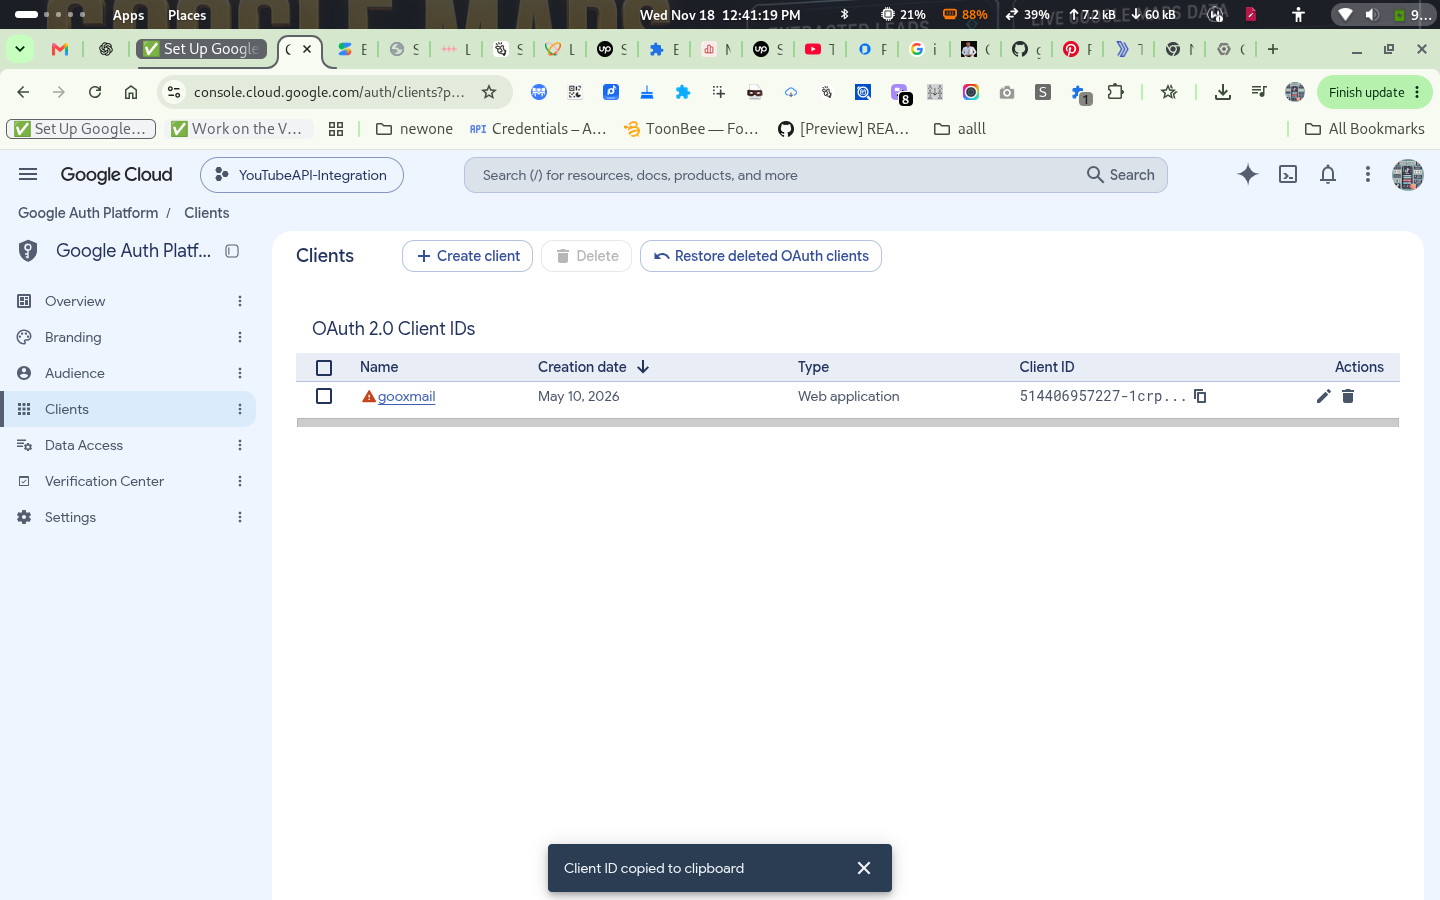 Apps Places Wed Nov 18 12:41:19 PM 21% 88% 39% 7.2 kB 60 kB 9...
✅ Set Up Google
console.cloud.google.com/auth/clients?p... 8 S 1 Finish update
✅ Set Up Google... ✅ Work on the V... newone API Credentials – A... ToonBee — Fo... [Preview] REA... aalll All Bookmarks
Google Cloud YouTubeAPI-Integration Search (/) for resources, docs, products, and more Search
Google Auth Platform / Clients
Google Auth Platf... Clients Create client Delete Restore deleted OAuth clients
Overview
Branding
Audience
Clients
Data Access
Verification Center
Settings
OAuth 2.0 Client IDs
Name Creation date Type Client ID Actions
gooxmail May 10, 2026 Web application 514406957227-1crp...
Client ID copied to clipboard